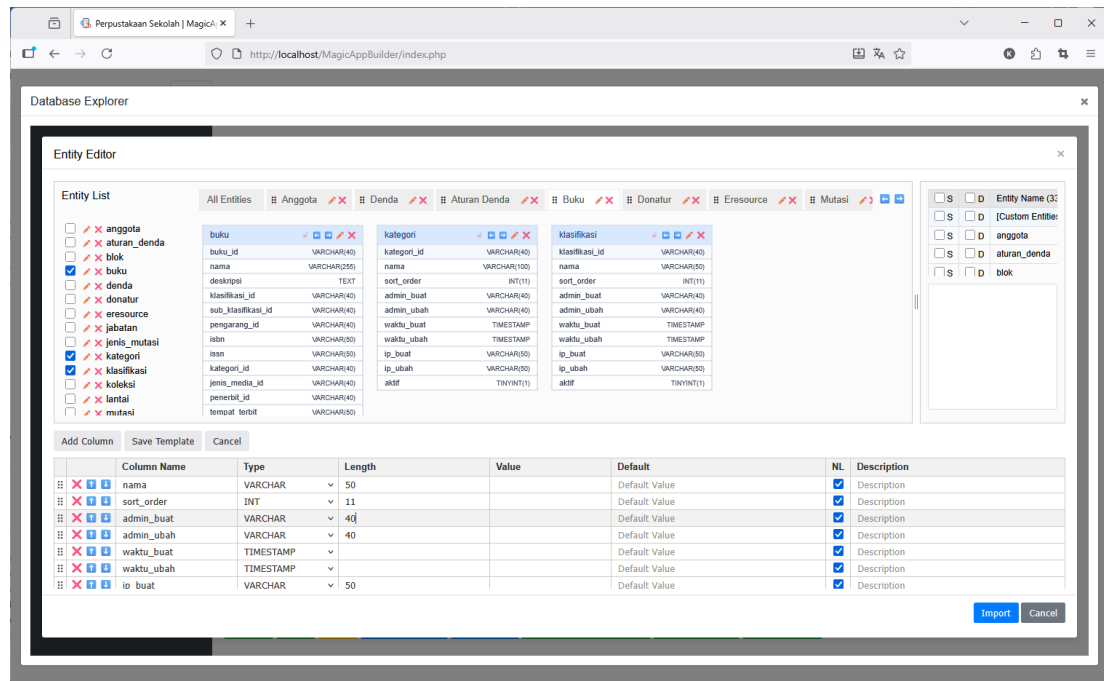 Perpustakaan Sekolah | MagicA
http://localhost/MagicAppBuilder/index.php
K
Database Explorer
Entity Editor
Entity List
anggota
aturan_denda
blok
buku
denda
donatur
eresource
jabatan
jenis_mutasi
kategori
klasifikasi
koleksi
lantai
mutasi
All Entities Anggota Denda Aturan Denda Buku Donatur Eresource Mutasi
buku
buku_id VARCHAR(40)
nama VARCHAR(255)
deskripsi TEXT
klasifikasi_id VARCHAR(40)
sub_klasifikasi_id VARCHAR(40)
pengarang_id VARCHAR(40)
isbn VARCHAR(50)
issn VARCHAR(50)
kategori_id VARCHAR(40)
jenis_media_id VARCHAR(40)
penerbit_id VARCHAR(40)
tempat_terbit VARCHAR(50)
kategori
kategori_id VARCHAR(40)
nama VARCHAR(100)
sort_order INT(11)
admin_buat VARCHAR(40)
admin_ubah VARCHAR(40)
waktu_buat TIMESTAMP
waktu_ubah TIMESTAMP
ip_buat VARCHAR(50)
ip_ubah VARCHAR(50)
aktif TINYINT(1)
klasifikasi
klasifikasi_id VARCHAR(40)
nama VARCHAR(50)
sort_order INT(11)
admin_buat VARCHAR(40)
admin_ubah VARCHAR(40)
waktu_buat TIMESTAMP
waktu_ubah TIMESTAMP
ip_buat VARCHAR(50)
ip_ubah VARCHAR(50)
aktif TINYINT(1)
S D Entity Name (33
S D [Custom Entities
S D anggota
S D aturan_denda
S D blok
Add Column Save Template Cancel
Column Name Type Length Value Default NL Description
nama VARCHAR 50 Default Value Description
sort_order INT 11 Default Value Description
admin_buat VARCHAR 40 Default Value Description
admin_ubah VARCHAR 40 Default Value Description
waktu_buat TIMESTAMP Default Value Description
waktu_ubah TIMESTAMP Default Value Description
ip_buat VARCHAR 50 Default Value Description
Import Cancel